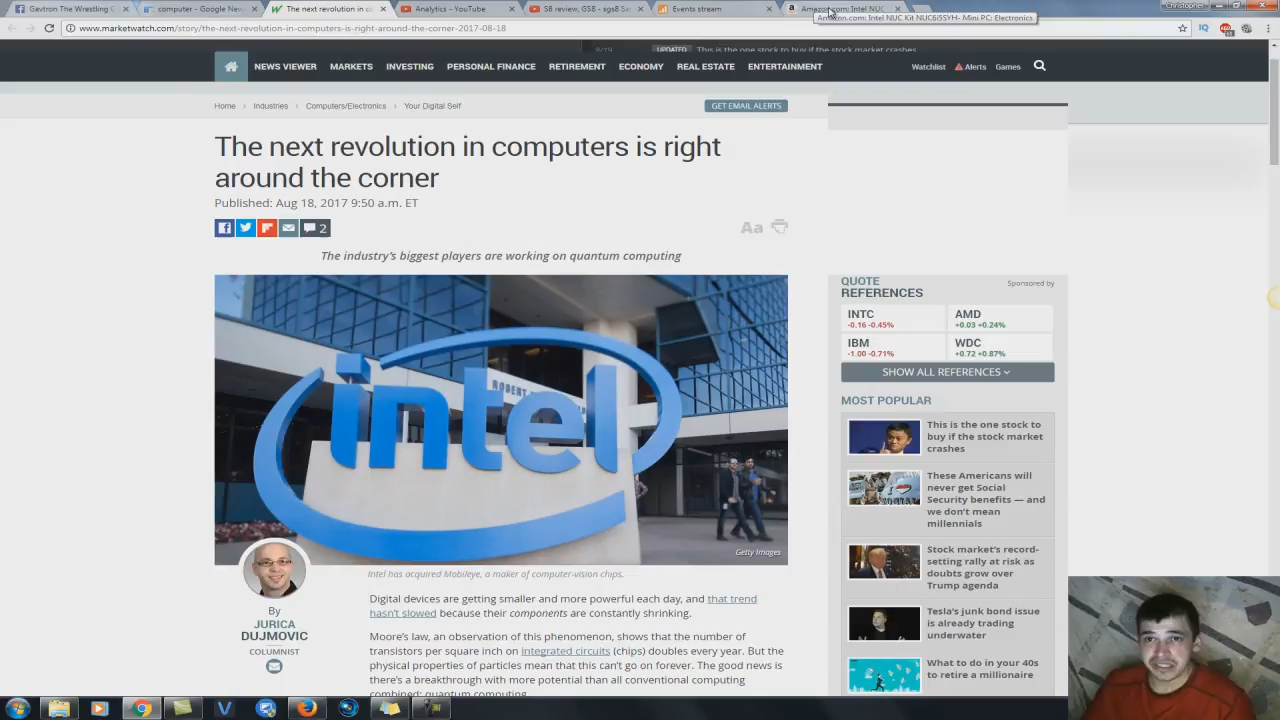 Gavtron The Wrestling C
computer - Google New
The next revolution in co
Analytics - YouTube
S8 review, GS8 - sgs8 Sa
Events stream
Amazon.com: Intel NUC
Christopher
www.marketwatch.com/story/the-next-revolution-in-computers-is-right-around-the-corner-2017-08-18
Amazon.com: Intel NUC Kit NUC6i5SYH- Mini PC: Electronics
8/19 UPDATED This is the one stock to buy if the stock market crashes
NEWS VIEWER MARKETS INVESTING PERSONAL FINANCE RETIREMENT ECONOMY REAL ESTATE ENTERTAINMENT
Watchlist Alerts Games
Home › Industries › Computers/Electronics › Your Digital Self
GET EMAIL ALERTS
The next revolution in computers is right
around the corner
Published: Aug 18, 2017 9:50 a.m. ET
2
Aa
The industry's biggest players are working on quantum computing
ROBERT
intel
Getty Images
Intel has acquired Mobileye, a maker of computer-vision chips.
By
JURICA
DUJMOVIC
COLUMNIST
Digital devices are getting smaller and more powerful each day, and that trend
hasn't slowed because their components are constantly shrinking.
Moore's law, an observation of this phenomenon, shows that the number of
transistors per square inch on integrated circuits (chips) doubles every year. But the
physical properties of particles mean that this can't go on forever. The good news is
there's a breakthrough with more potential than all conventional computing
combined: quantum computing.
QUOTE
REFERENCES
Sponsored by
INTC
-0.16 -0.45%
AMD
+0.03 +0.24%
IBM
-1.00 -0.71%
WDC
+0.72 +0.87%
SHOW ALL REFERENCES
MOST POPULAR
This is the one stock to
buy if the stock market
crashes
These Americans will
never get Social
Security benefits — and
we don't mean
millennials
Stock market's record-
setting rally at risk as
doubts grow over
Trump agenda
Tesla's junk bond issue
is already trading
underwater
What to do in your 40s
to retire a millionaire